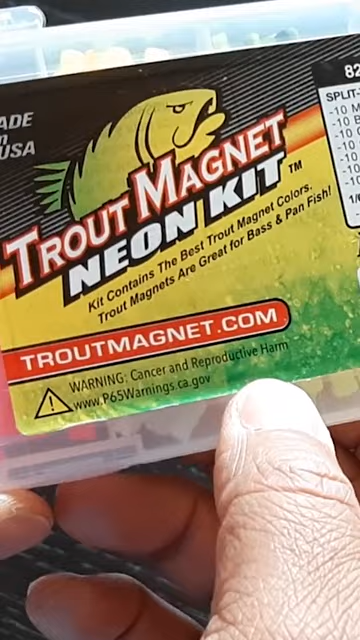 ADE
USA
TROUT MAGNET
NEON KIT™
Kit Contains The Best Trout Magnet Colors.
Trout Magnets Are Great for Bass & Pan Fish!
TROUTMAGNET.COM
WARNING: Cancer and Reproductive Harm
www.P65Warnings.ca.gov
82
SPLIT-
-10 M
-10 B
-10
-10
-10
-10